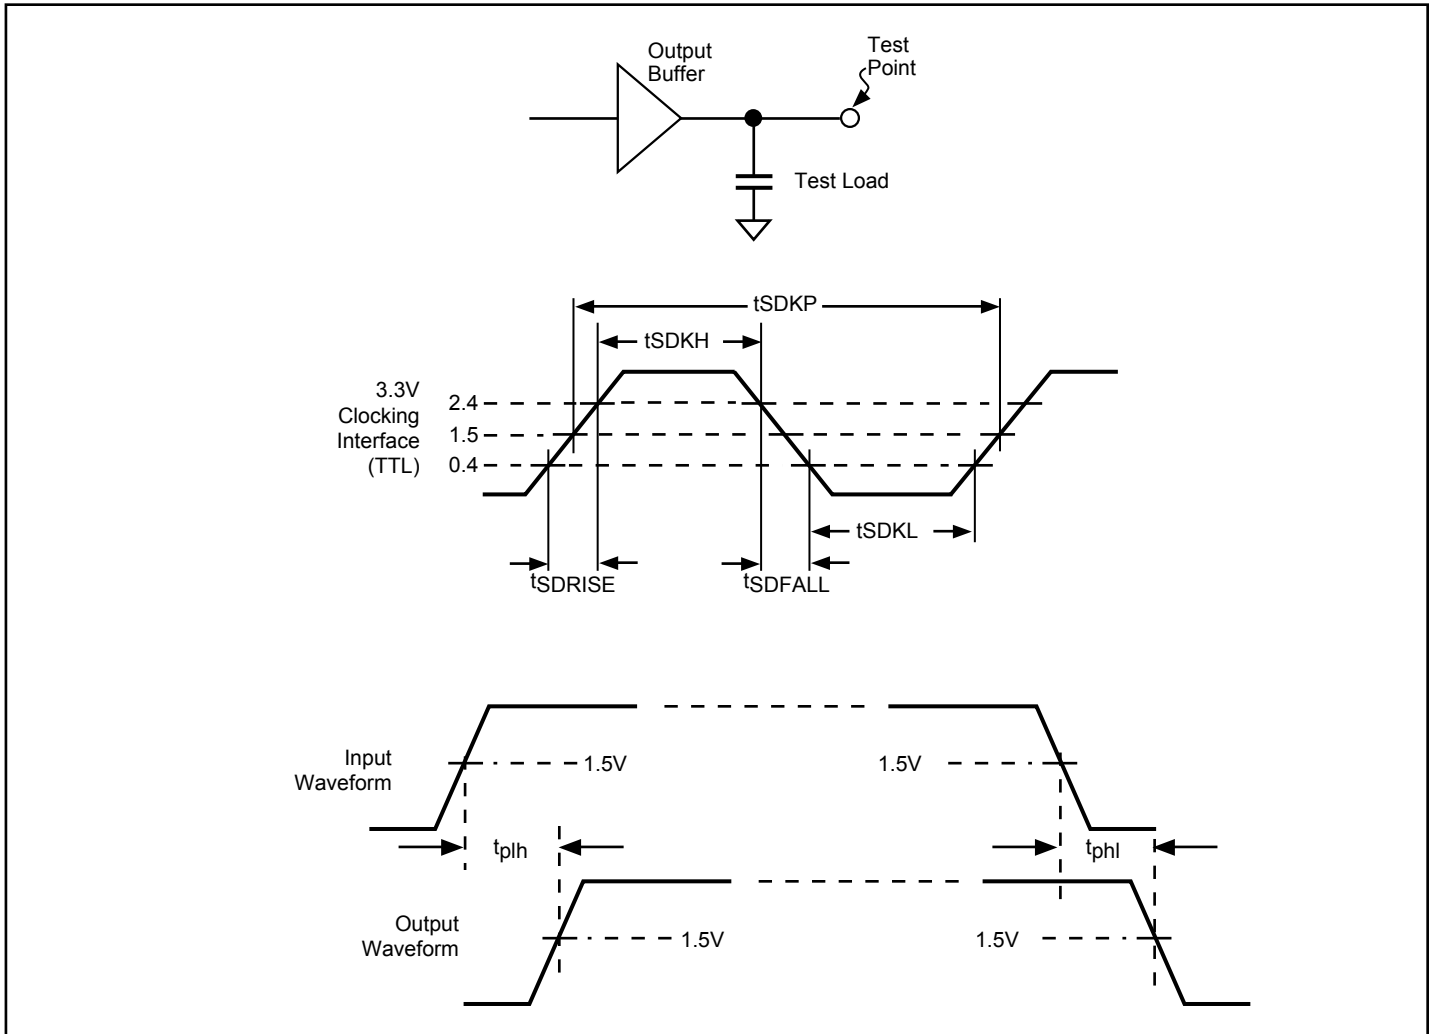 Output
Buffer
Test
Point
Test Load
tSDKP
tSDKH
3.3V
Clocking
Interface
(TTL)
2.4
1.5
0.4
tSDKL
tSDRISE
tSDFALL
Input
Waveform
1.5V
1.5V
tplh
tphl
Output
Waveform
1.5V
1.5V